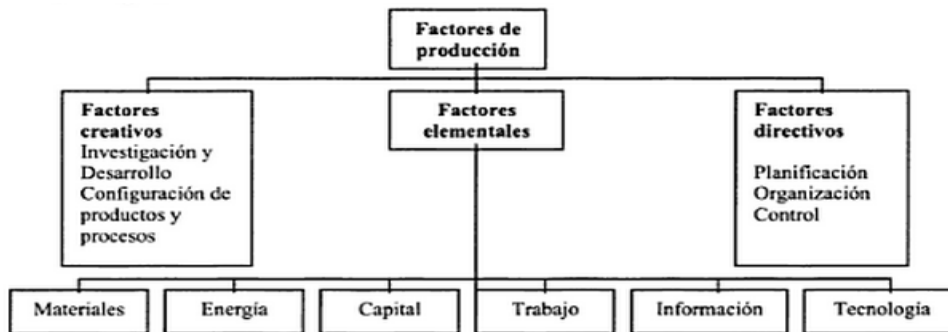 Factores de
producción
Factores
creativos
Investigación y
Desarrollo
Configuración de
productos y
procesos
Factores
elementales
Factores
directivos
Planificación
Organización
Control
Materiales
Energía
Capital
Trabajo
Información
Tecnología